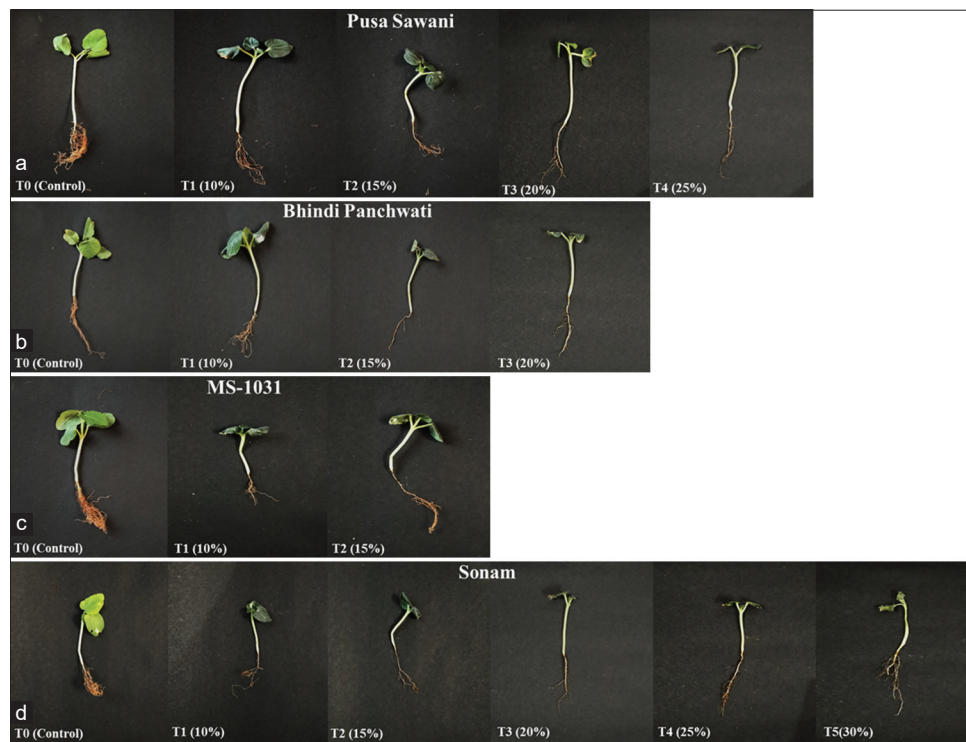 Pusa Sawani
a
T0 (Control) T1 (10%) T2 (15%) T3 (20%) T4 (25%)
Bhindi Panchwati
b
T0 (Control) T1 (10%) T2 (15%) T3 (20%)
MS-1031
c
T0 (Control) T1 (10%) T2 (15%)
Sonam
d
T0 (Control) T1 (10%) T2 (15%) T3 (20%) T4 (25%) T5(30%)